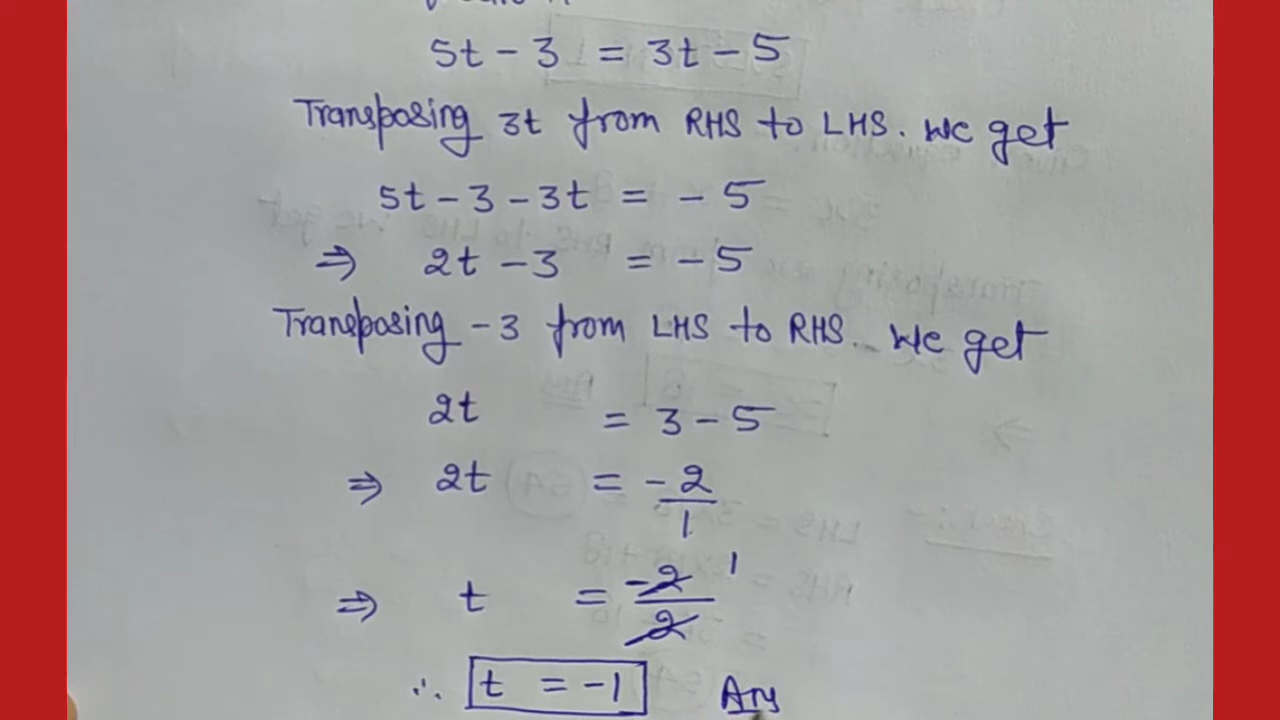 5t - 3 = 3t - 5
Transposing 3t from RHS to LHS. We get
5t - 3 - 3t = - 5
⇒ 2t - 3 = - 5
Transposing - 3 from LHS to RHS. We get
2t = 3 - 5
⇒ 2t = -2/1
⇒ t = -2/2 1
∴ t = -1 Ans